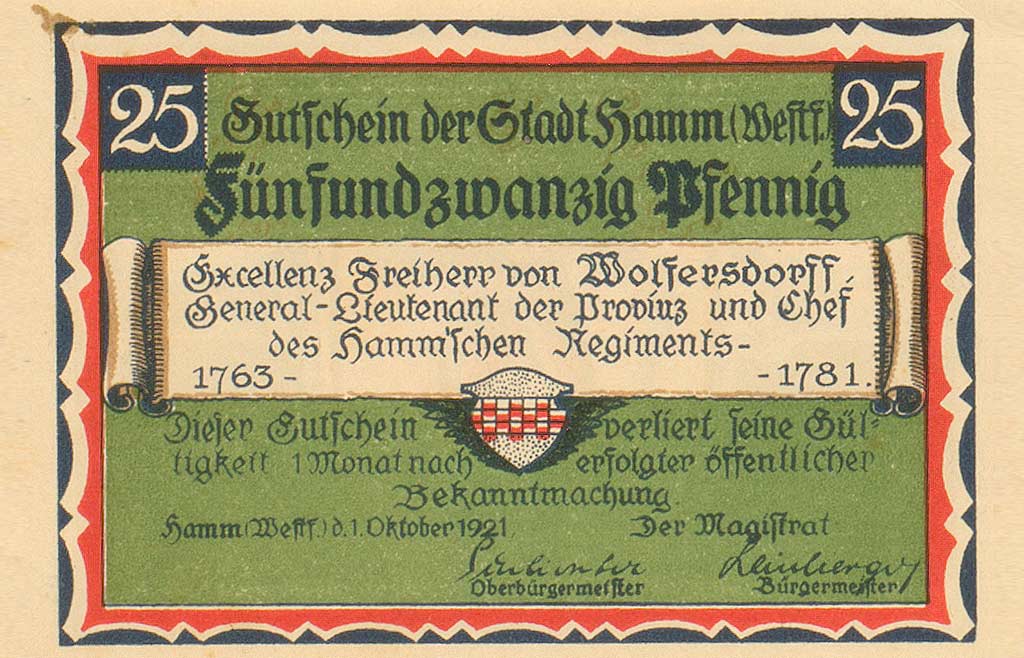 25 Gutschein der Stadt Hamm (Westf.) 25
Fünfundzwanzig Pfennig
Excellenz Freiherr von Wolfersdorff,
General-Lieutenant der Provinz und Chef
des Hamm'schen Regiments-
1763 - - 1781.
Dieser Gutschein verliert seine Gül-
tigkeit 1 Monat nach erfolgter öffentlicher
Bekanntmachung.
Hamm (Westf.) d. 1. Oktober 1921 Der Magistrat
Oberbürgermeister Bürgermeister